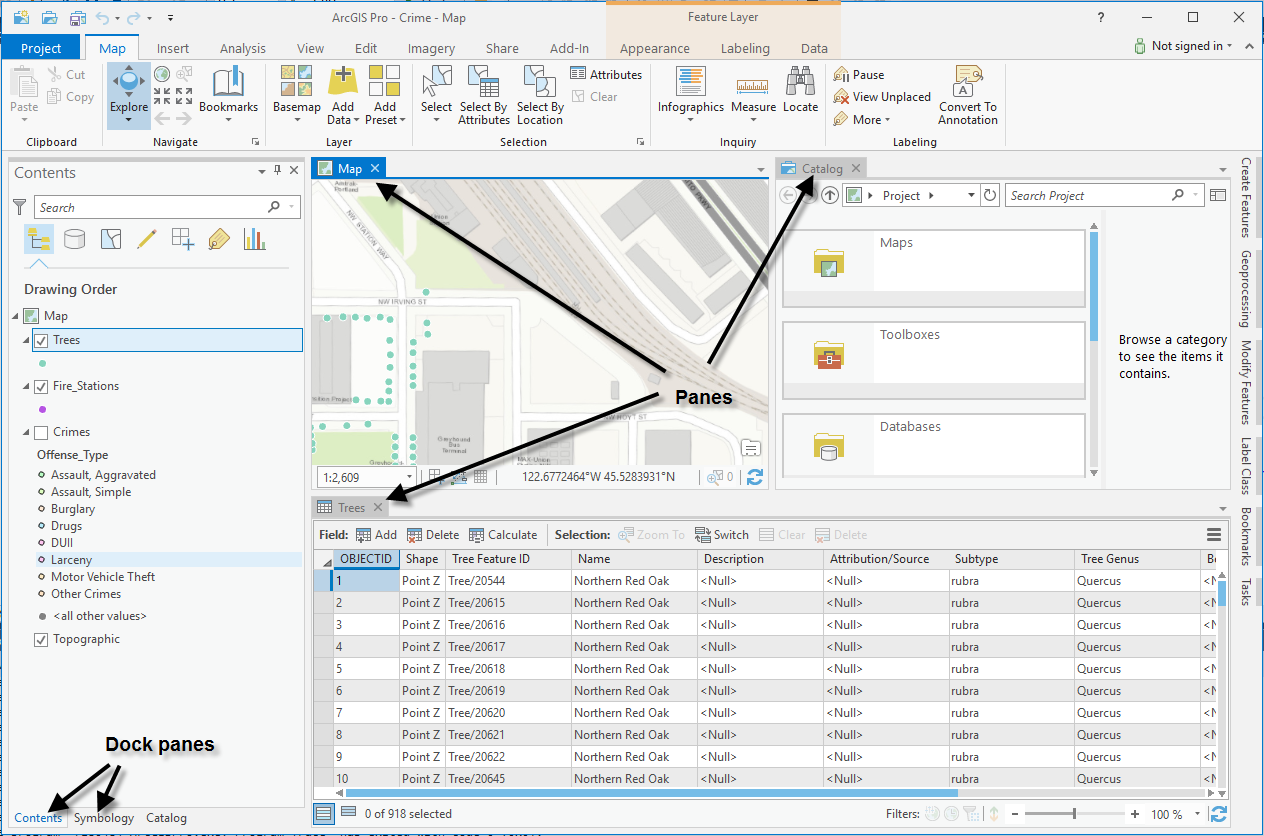 ArcGIS Pro - Crime - Map
Feature Layer
?
Project Map Insert Analysis View Edit Imagery Share Add-In Appearance Labeling Data
Not signed in
Paste
Cut
Copy
Clipboard
Explore
Bookmarks
Navigate
Basemap
Add Data
Add Preset
Layer
Select
Select By Attributes
Select By Location
Attributes
Clear
Selection
Infographics
Measure
Locate
Inquiry
Pause
View Unplaced
More
Convert To Annotation
Labeling
Contents
Search
Drawing Order
Map
Trees
Fire_Stations
Crimes
Offense_Type
Assault, Aggravated
Assault, Simple
Burglary
Drugs
DUII
Larceny
Motor Vehicle Theft
Other Crimes
<all other values>
Topographic
Dock panes
Contents Symbology Catalog
Map
Amtrak
Portland
NW STATION WAY
NW IRVING ST
Greyhound
Bus
Terminal
Panes
1:2,609
122.6772464°W 45.5283931°N
0
Catalog
Project
Search Project
Maps
Toolboxes
Databases
Browse a category
to see the items it
contains.
Create Features
Geoprocessing
Modify Features
Label Class
Bookmarks
Tasks
Trees
Field: Add Delete Calculate Selection: Zoom To Switch Clear Delete
OBJECTID Shape Tree Feature ID Name Description Attribution/Source Subtype Tree Genus
1 Point Z Tree/20544 Northern Red Oak <Null> <Null> rubra Quercus
2 Point Z Tree/20615 Northern Red Oak <Null> <Null> rubra Quercus
3 Point Z Tree/20616 Northern Red Oak <Null> <Null> rubra Quercus
4 Point Z Tree/20617 Northern Red Oak <Null> <Null> rubra Quercus
5 Point Z Tree/20618 Northern Red Oak <Null> <Null> rubra Quercus
6 Point Z Tree/20619 Northern Red Oak <Null> <Null> rubra Quercus
7 Point Z Tree/20620 Northern Red Oak <Null> <Null> rubra Quercus
8 Point Z Tree/20621 Northern Red Oak <Null> <Null> rubra Quercus
9 Point Z Tree/20622 Northern Red Oak <Null> <Null> rubra Quercus
10 Point Z Tree/20645 Northern Red Oak <Null> <Null> rubra Quercus
0 of 918 selected
Filters:
100 %